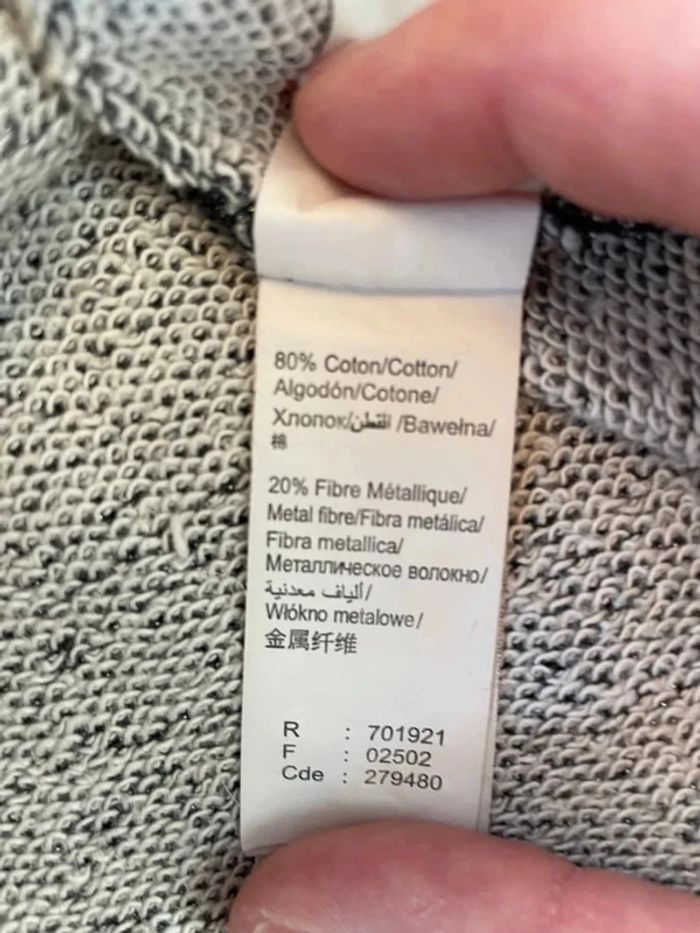 80% Coton/Cotton/
Algodón/Cotone/
Хлопок/القطن/ /Bawełna/
棉
20% Fibre Métallique/
Metal fibre/Fibra metálica/
Fibra metallica/
Металлическое волокно/
ألياف معدنية/
Włókno metalowe/
金属纤维
R : 701921
F : 02502
Cde : 279480